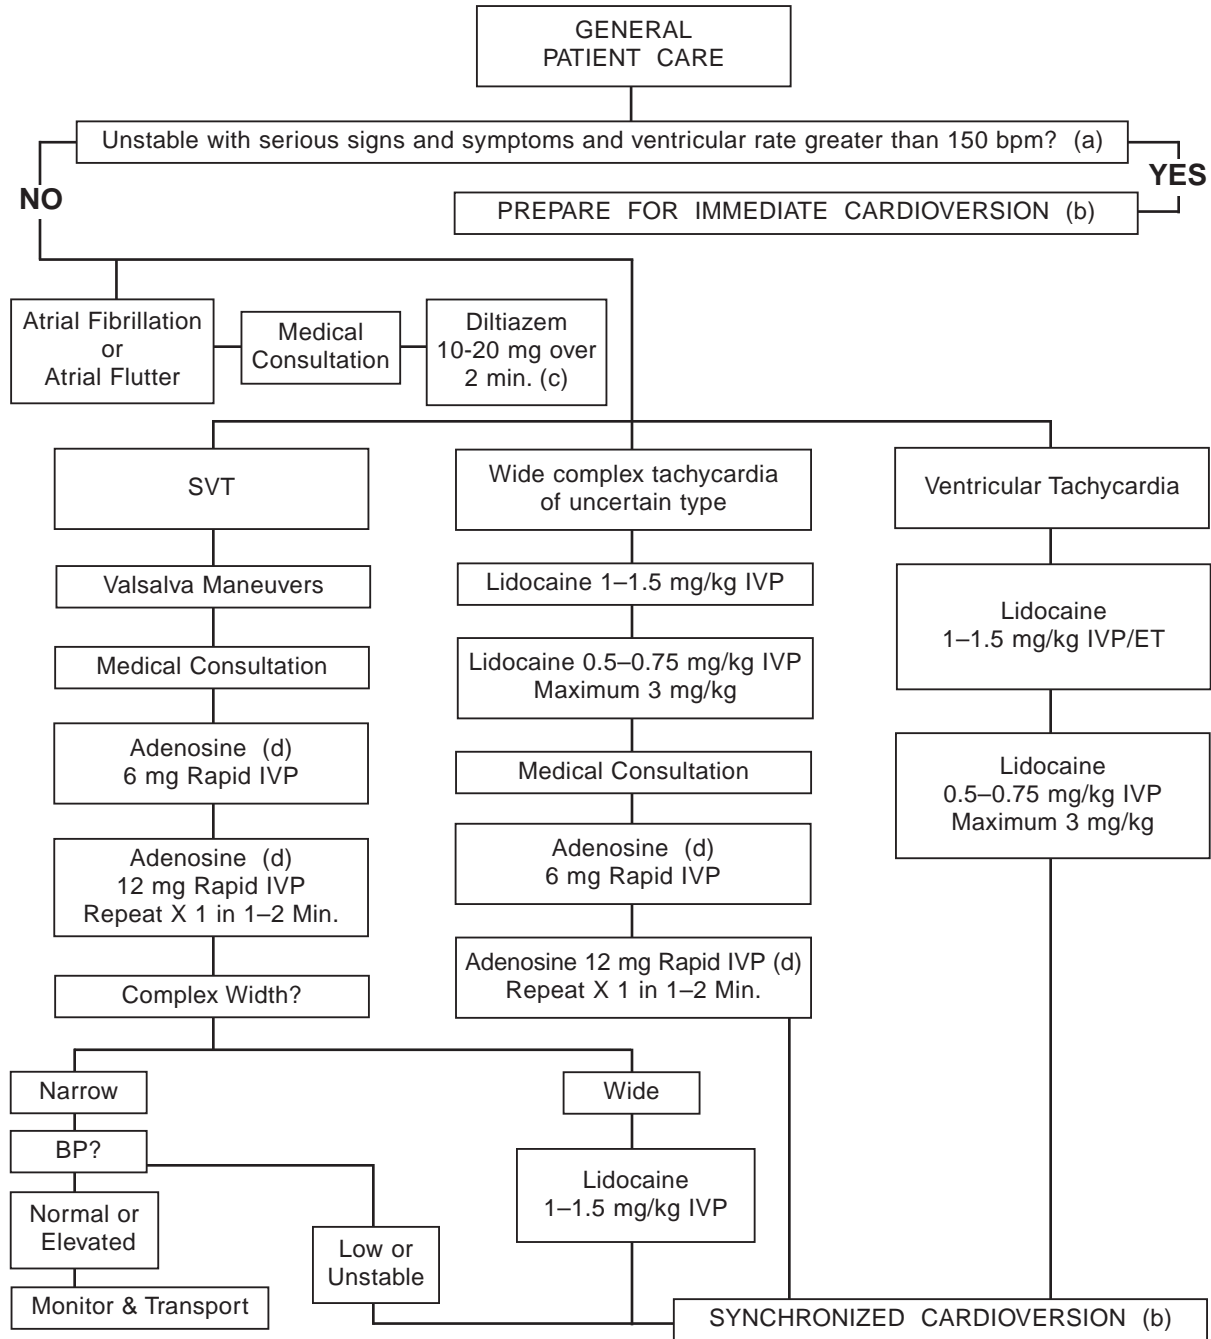 GENERAL
PATIENT CARE
Unstable with serious signs and symptoms and ventricular rate greater than 150 bpm? (a)
YES
NO
PREPARE FOR IMMEDIATE CARDIOVERSION (b)
Atrial Fibrillation
or
Atrial Flutter
Medical
Consultation
Diltiazem
10-20 mg over
2 min. (c)
SVT
Valsalva Maneuvers
Medical Consultation
Adenosine (d)
6 mg Rapid IVP
Adenosine (d)
12 mg Rapid IVP
Repeat X 1 in 1–2 Min.
Complex Width?
Wide complex tachycardia
of uncertain type
Lidocaine 1–1.5 mg/kg IVP
Lidocaine 0.5–0.75 mg/kg IVP
Maximum 3 mg/kg
Medical Consultation
Adenosine (d)
6 mg Rapid IVP
Adenosine 12 mg Rapid IVP (d)
Repeat X 1 in 1–2 Min.
Ventricular Tachycardia
Lidocaine
1–1.5 mg/kg IVP/ET
Lidocaine
0.5–0.75 mg/kg IVP
Maximum 3 mg/kg
Narrow
BP?
Normal or
Elevated
Monitor & Transport
Low or
Unstable
Wide
Lidocaine
1–1.5 mg/kg IVP
SYNCHRONIZED CARDIOVERSION (b)